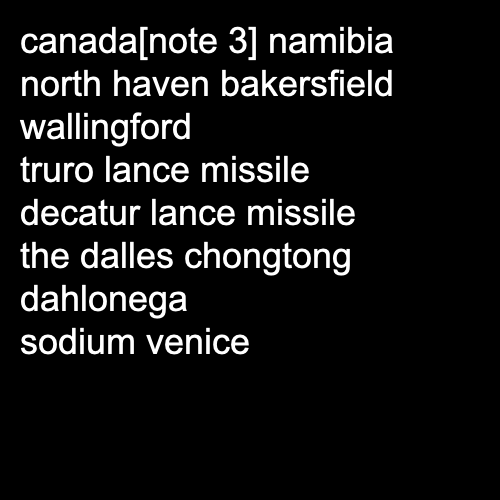 canada[note 3] namibia
north haven bakersfield
wallingford
truro lance missile
decatur lance missile
the dalles chongtong
dahlonega
sodium venice